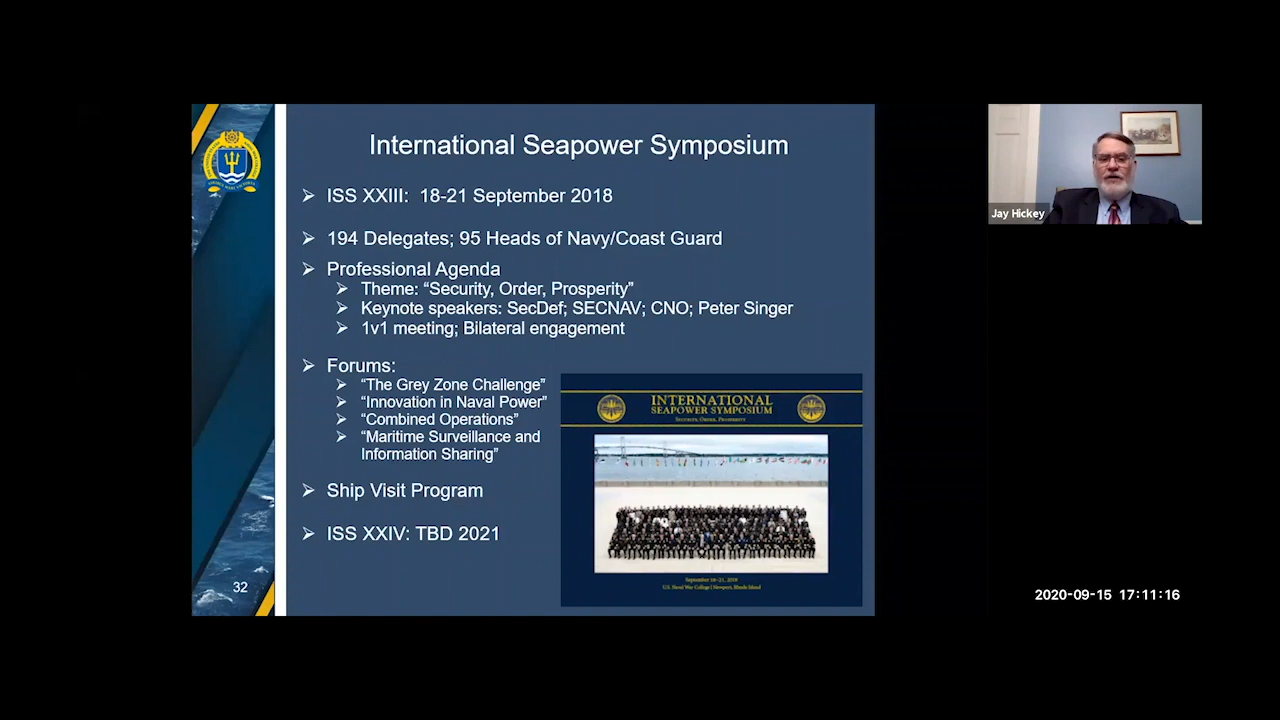 International Seapower Symposium
ISS XXIII: 18-21 September 2018
194 Delegates; 95 Heads of Navy/Coast Guard
Professional Agenda
Theme: “Security, Order, Prosperity”
Keynote speakers: SecDef; SECNAV; CNO; Peter Singer
1v1 meeting; Bilateral engagement
Forums:
“The Grey Zone Challenge”
“Innovation in Naval Power”
“Combined Operations”
“Maritime Surveillance and
Information Sharing”
Ship Visit Program
ISS XXIV: TBD 2021
INTERNATIONAL
SEAPOWER SYMPOSIUM
Security, Order, Prosperity
September 18–21, 2018
U.S. Naval War College | Newport, Rhode Island
32
Jay Hickey
2020-09-15 17:11:16